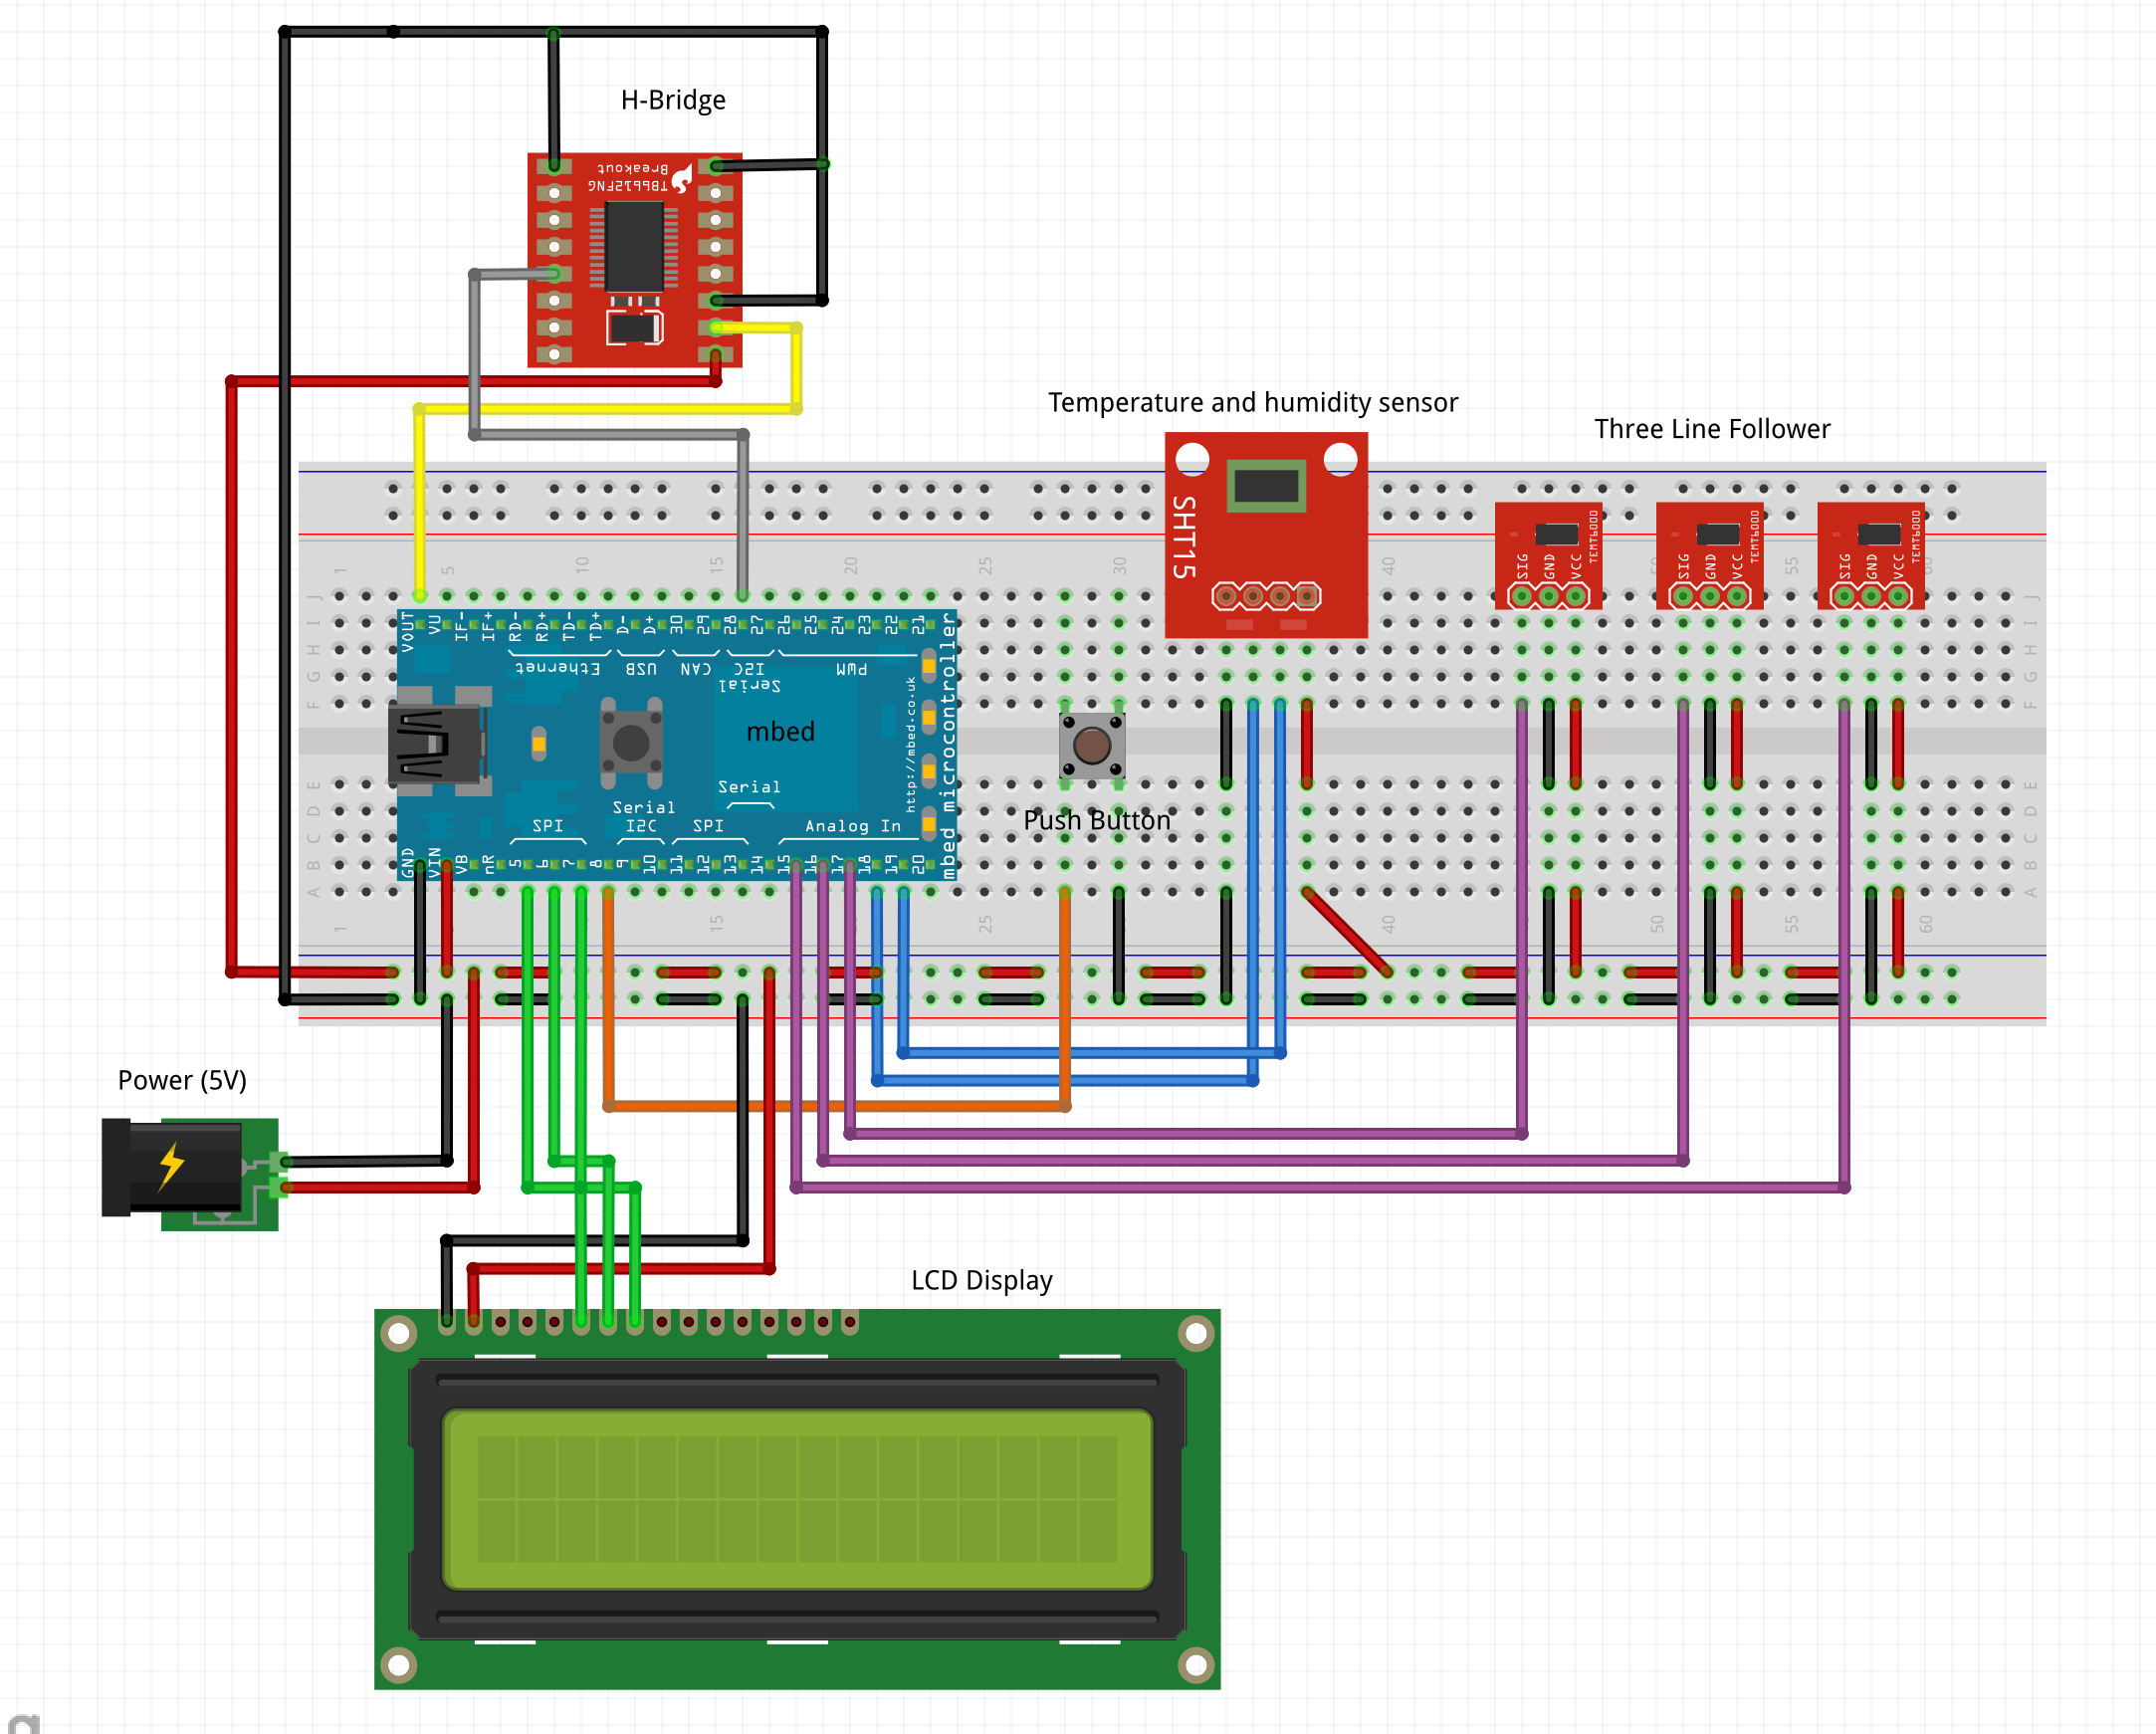 H-Bridge
Breakout
TB6612FNG
Temperature and humidity sensor
Three Line Follower
SHT15
SIG GND VCC TEMT6000
SIG GND VCC TEMT6000
SIG GND VCC TEMT6000
1 5 10 15 20 25 30 40 50 55 60
J J
I I
H H
G G
F F
VOUT VU IF- IF+ RD- RD+ TD- TD+ D- D+ 30 29 28 27 26 25 24 23 22 21
Ethernet USB CAN I2C PWM
Serial
mbed
http://mbed.co.uk
mbed microcontroller
Serial
Serial
SPI I2C SPI Analog In
GND VIN VB nR 5 6 7 8 9 10 11 12 13 14 15 16 17 18 19 20
Push Button
E E
D D
C C
B B
A A
1 15 25 40 50 55 60
Power (5V)
LCD Display